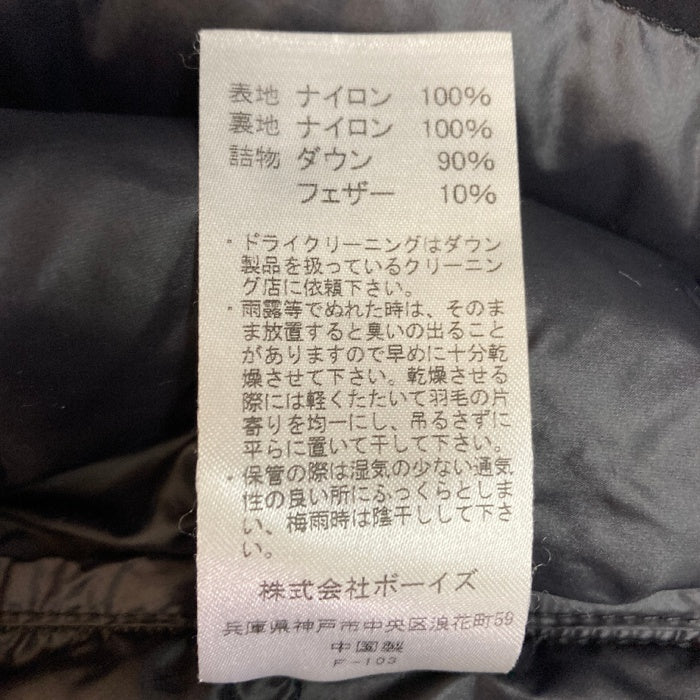 表地 ナイロン 100%
裏地 ナイロン 100%
詰物 ダウン 90%
フェザー 10%
・ドライクリーニングはダウン
製品を扱っているクリーニン
グ店に依頼下さい。
・雨露等でぬれた時は、そのま
ま放置すると臭いの出ること
がありますので早めに十分乾
燥させて下さい。乾燥させる
際には軽くたたいて羽毛の片
寄りを均一にし、吊るさずに
平らに置いて干して下さい。
・保管の際は湿気の少ない通気
性の良い所にふっくらとしま
い、梅雨時は陰干しして下さ
い。
株式会社ボーイズ
兵庫県神戸市中央区浪花町59
中国製
F-103